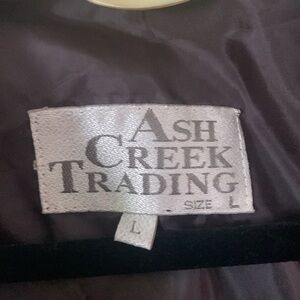 ASH
CREEK
TRADING
SIZE L
L